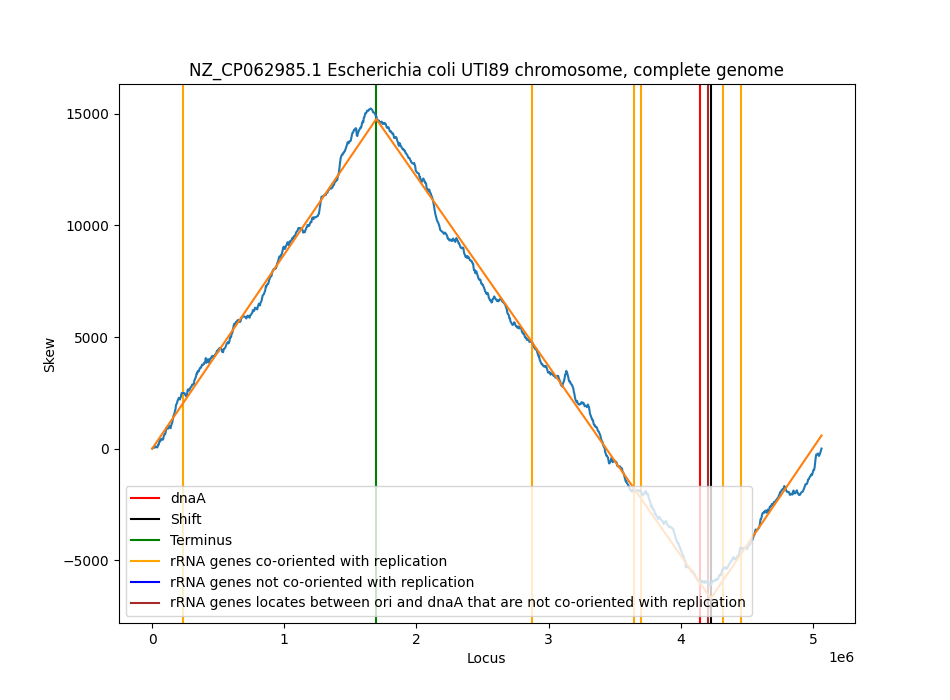 NZ_CP062985.1 Escherichia coli UTI89 chromosome, complete genome
15000
10000
5000
0
−5000
Skew
dnaA
Shift
Terminus
rRNA genes co-oriented with replication
rRNA genes not co-oriented with replication
rRNA genes locates between ori and dnaA that are not co-oriented with replication
0 1 2 3 4 5
1e6
Locus